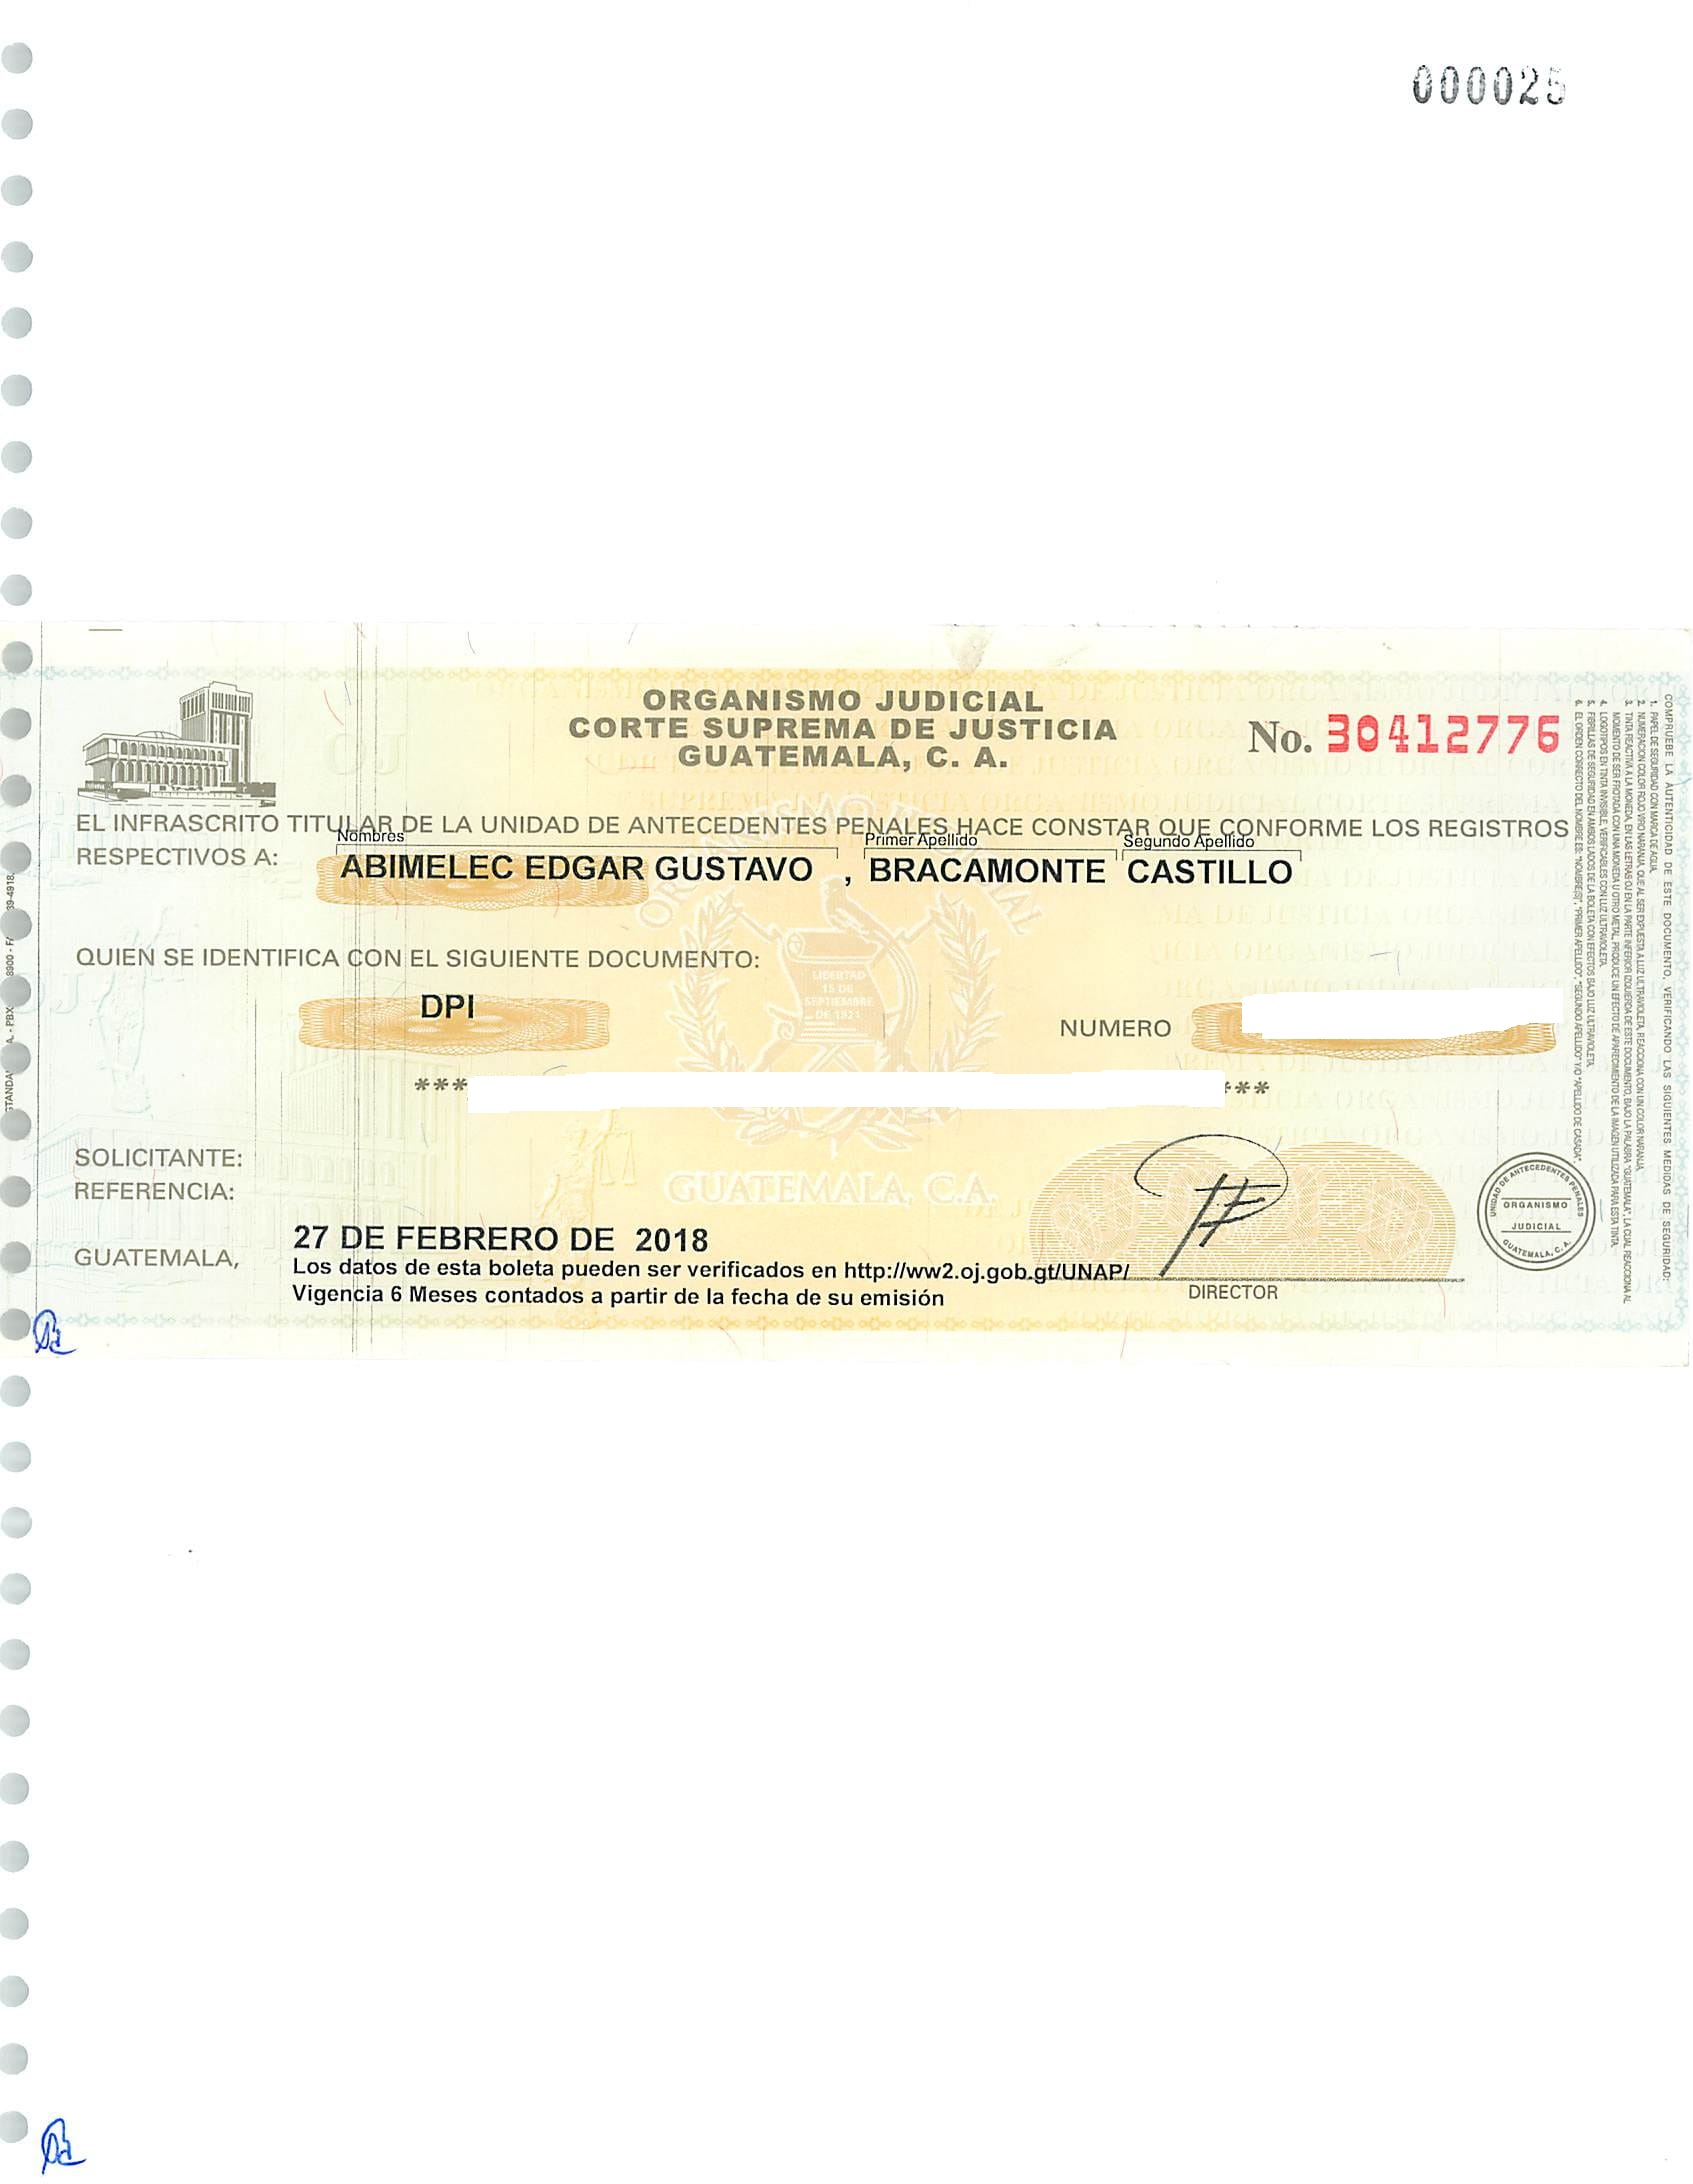 000025
ORGANISMO JUDICIAL
CORTE SUPREMA DE JUSTICIA
GUATEMALA, C. A.
No. 30412776
EL INFRASCRITO TITULAR DE LA UNIDAD DE ANTECEDENTES PENALES HACE CONSTAR QUE CONFORME LOS REGISTROS
Nombres Primer Apellido Segundo Apellido
RESPECTIVOS A: ABIMELEC EDGAR GUSTAVO , BRACAMONTE CASTILLO
QUIEN SE IDENTIFICA CON EL SIGUIENTE DOCUMENTO:
DPI
NUMERO
*** ***
LIBERTAD
15 DE
SEPTIEMBRE
DE 1821
GUATEMALA, C.A.
SOLICITANTE:
REFERENCIA:
GUATEMALA, 27 DE FEBRERO DE 2018
Los datos de esta boleta pueden ser verificados en http://ww2.oj.gob.gt/UNAP/
Vigencia 6 Meses contados a partir de la fecha de su emisión
DIRECTOR
UNIDAD DE ANTECEDENTES PENALES
ORGANISMO
JUDICIAL
GUATEMALA, C. A.
COMPRUEBE LA AUTENTICIDAD DE ESTE DOCUMENTO, VERIFICANDO LAS SIGUIENTES MEDIDAS DE SEGURIDAD:
1. PAPEL DE SEGURIDAD CON MARCA DE AGUA.
2. NUMERACION COLOR ROJO VIRO NARANJA, QUE AL SER EXPUESTA A LUZ ULTRAVIOLETA, REACCIONA CON UN COLOR NARANJA.
3. TINTA REACTIVA A LA MONEDA, EN LAS LETRAS OJ EN LA PARTE INFERIOR IZQUIERDA DE ESTE DOCUMENTO, BAJO LA PALABRA "GUATEMALA", LA CUAL REACCIONA AL
MOMENTO DE SER FROTADA CON UNA MONEDA U OTRO METAL, PRODUCE UN EFECTO DE APARECIMIENTO DE LA IMAGEN UTILIZADA PARA ESTA TINTA.
4. LOGOTIPOS EN TINTA INVISIBLE, VERIFICABLES CON LUZ ULTRAVIOLETA.
5. FIBRILLAS DE SEGURIDAD EN AMBOS LADOS DE LA BOLETA CON EFECTOS BAJO LUZ ULTRAVIOLETA.
6. EL ORDEN CORRECTO DEL NOMBRE ES: "NOMBRE(S)", "PRIMER APELLIDO", "SEGUNDO APELLIDO" Y/O "APELLIDO DE CASADA".